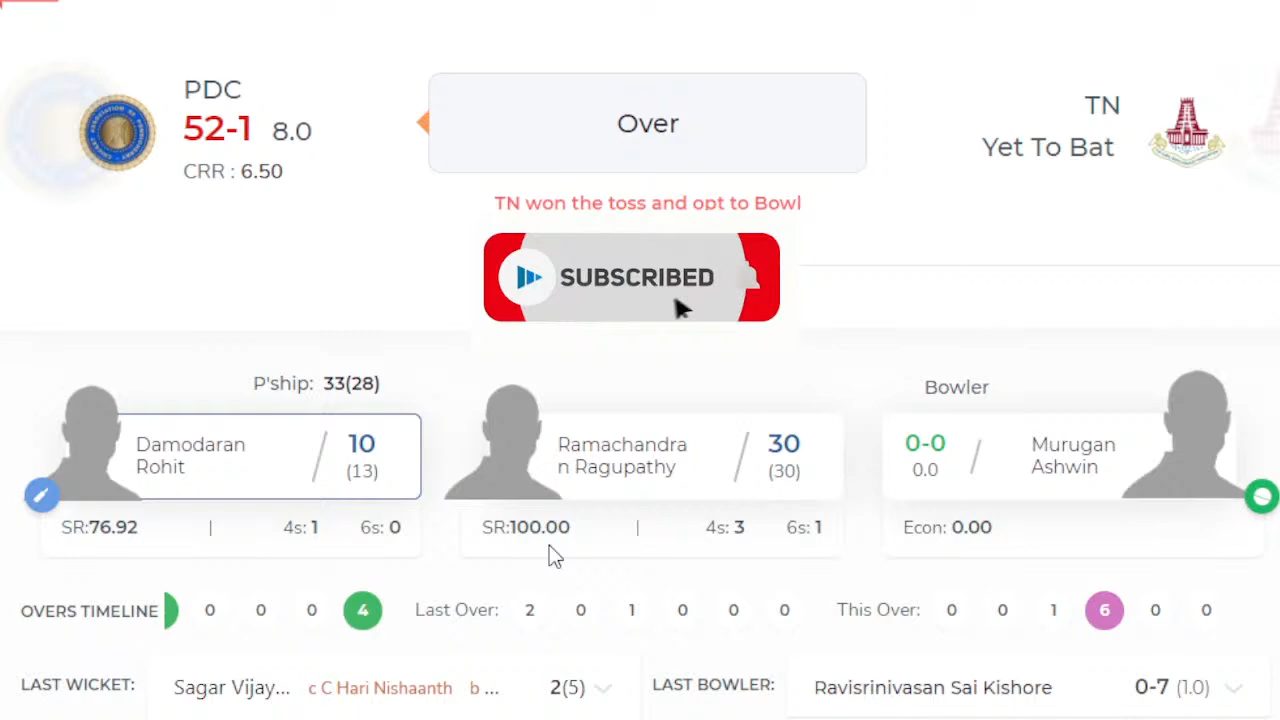 PDC
52-1 8.0
CRR : 6.50
Over
TN
Yet To Bat
TN won the toss and opt to Bowl
SUBSCRIBED
P'ship: 33(28)
Damodaran
Rohit
10
(13)
SR:76.92 | 4s: 1 6s: 0
Ramachandra
n Ragupathy
30
(30)
SR:100.00 | 4s: 3 6s: 1
Bowler
0-0
0.0
Murugan
Ashwin
Econ: 0.00
OVERS TIMELINE 0 0 0 4 Last Over: 2 0 1 0 0 0 This Over: 0 0 1 6 0 0
LAST WICKET: Sagar Vijay... c C Hari Nishaanth b ... 2(5)
LAST BOWLER: Ravisrinivasan Sai Kishore 0-7 (1.0)